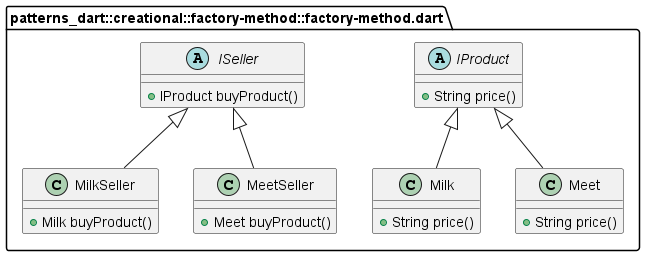 patterns_dart::creational::factory-method::factory-method.dart
A ISeller
IProduct buyProduct()
A IProduct
String price()
C MilkSeller
Milk buyProduct()
C MeetSeller
Meet buyProduct()
C Milk
String price()
C Meet
String price()